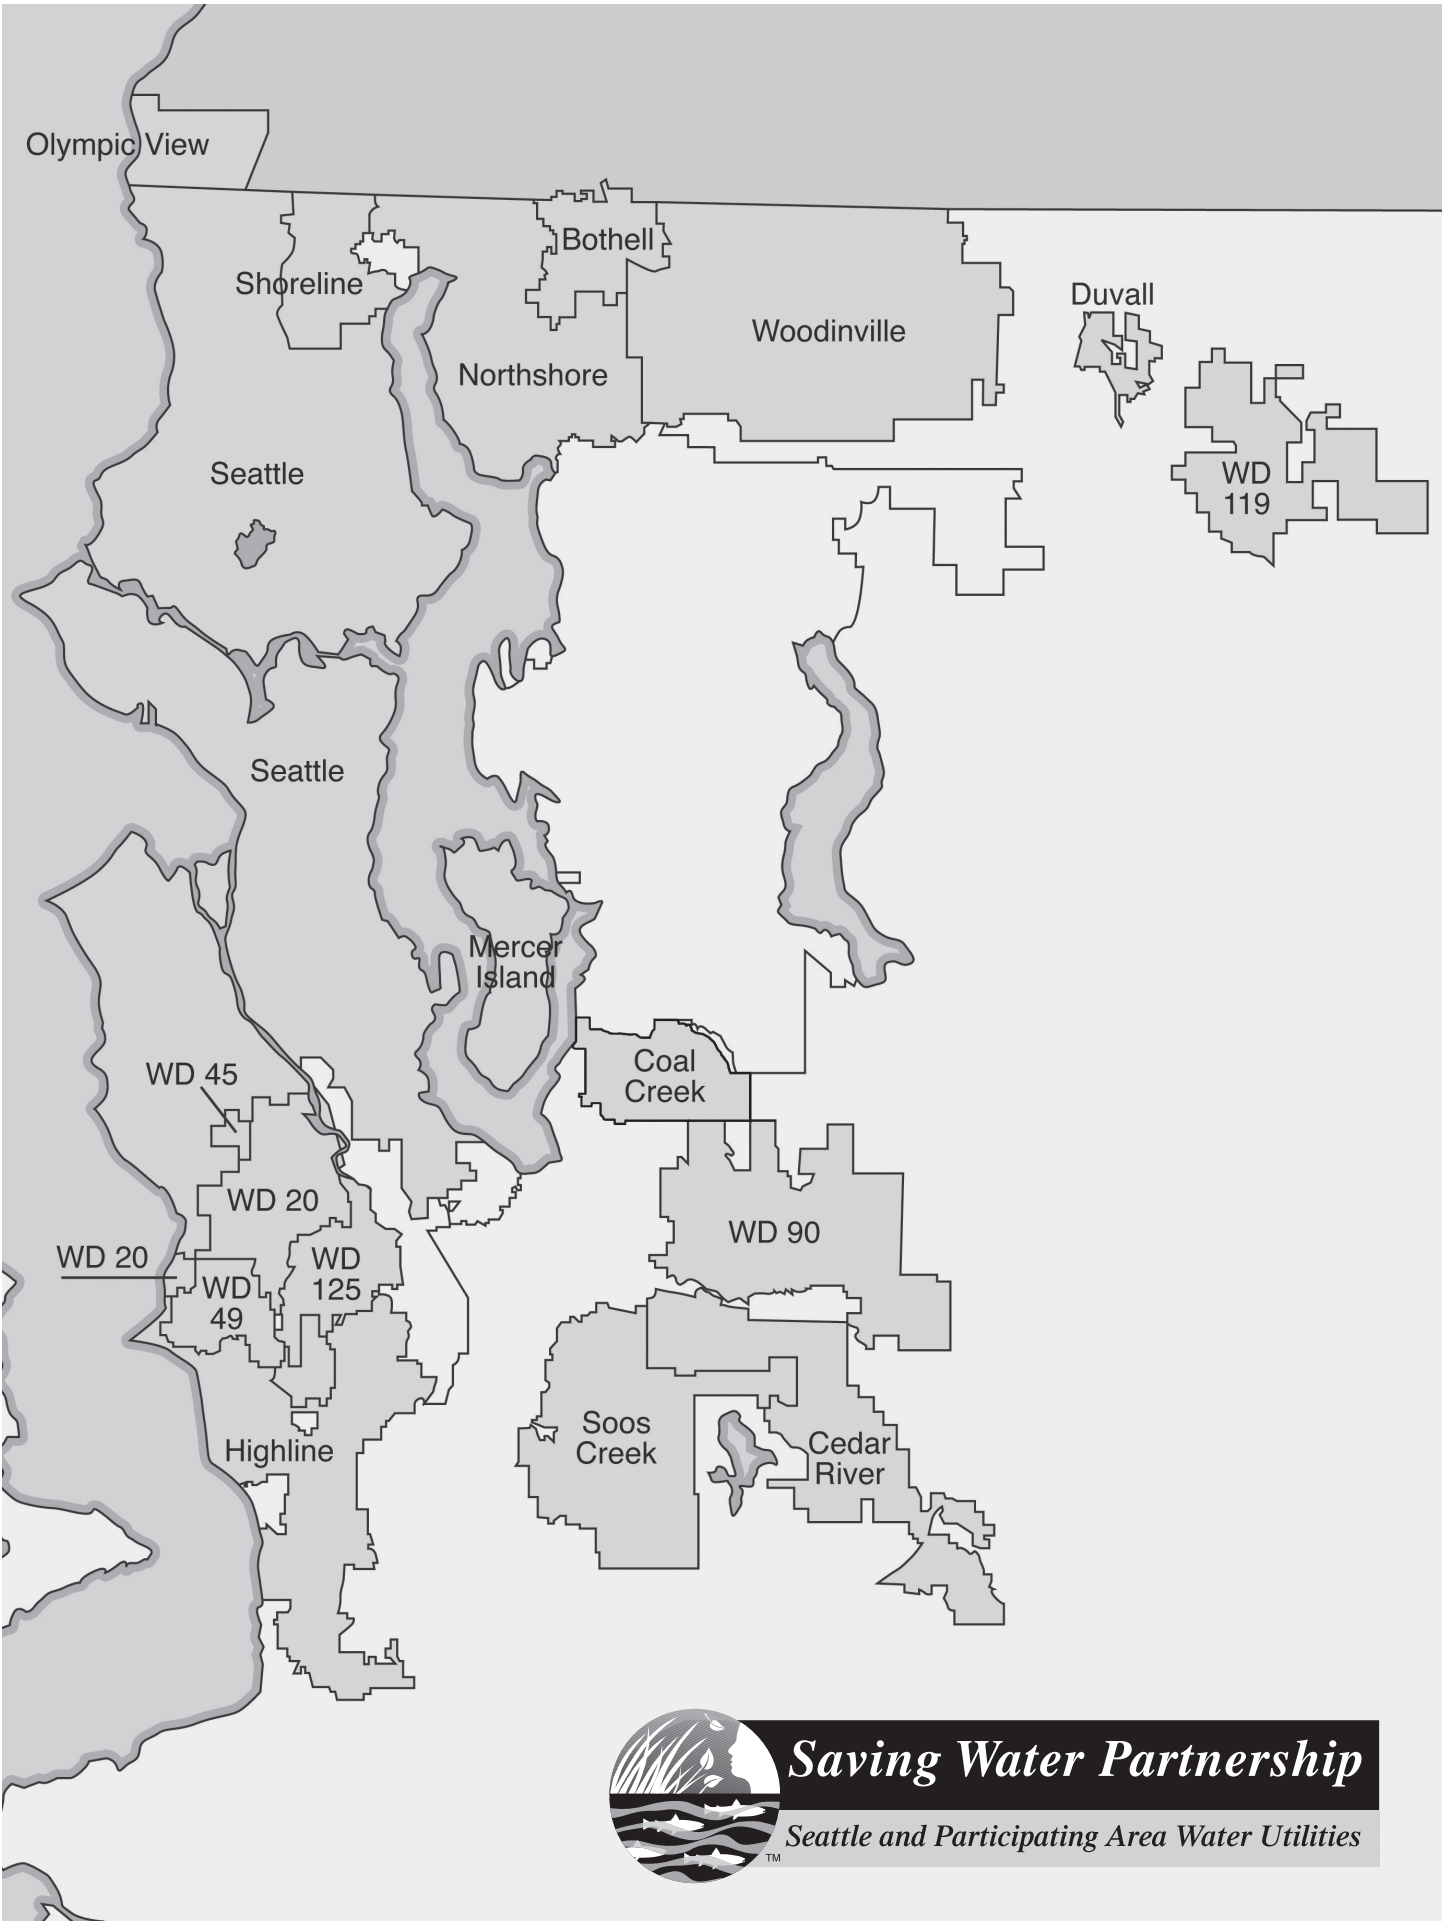 Olympic View
Bothell
Shoreline
Duvall
Woodinville
Northshore
Seattle
WD
119
Seattle
Mercer
Island
Coal
Creek
WD 45
WD 20
WD 90
WD 20
WD
125
WD
49
Soos
Creek
Cedar
River
Highline
Saving Water Partnership
Seattle and Participating Area Water Utilities
TM